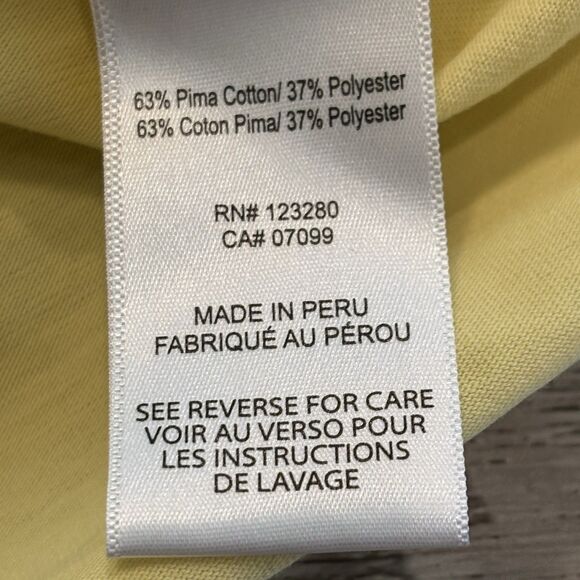 63% Pima Cotton/ 37% Polyester
63% Coton Pima/ 37% Polyester
RN# 123280
CA# 07099
MADE IN PERU
FABRIQUÉ AU PÉROU
SEE REVERSE FOR CARE
VOIR AU VERSO POUR
LES INSTRUCTIONS
DE LAVAGE